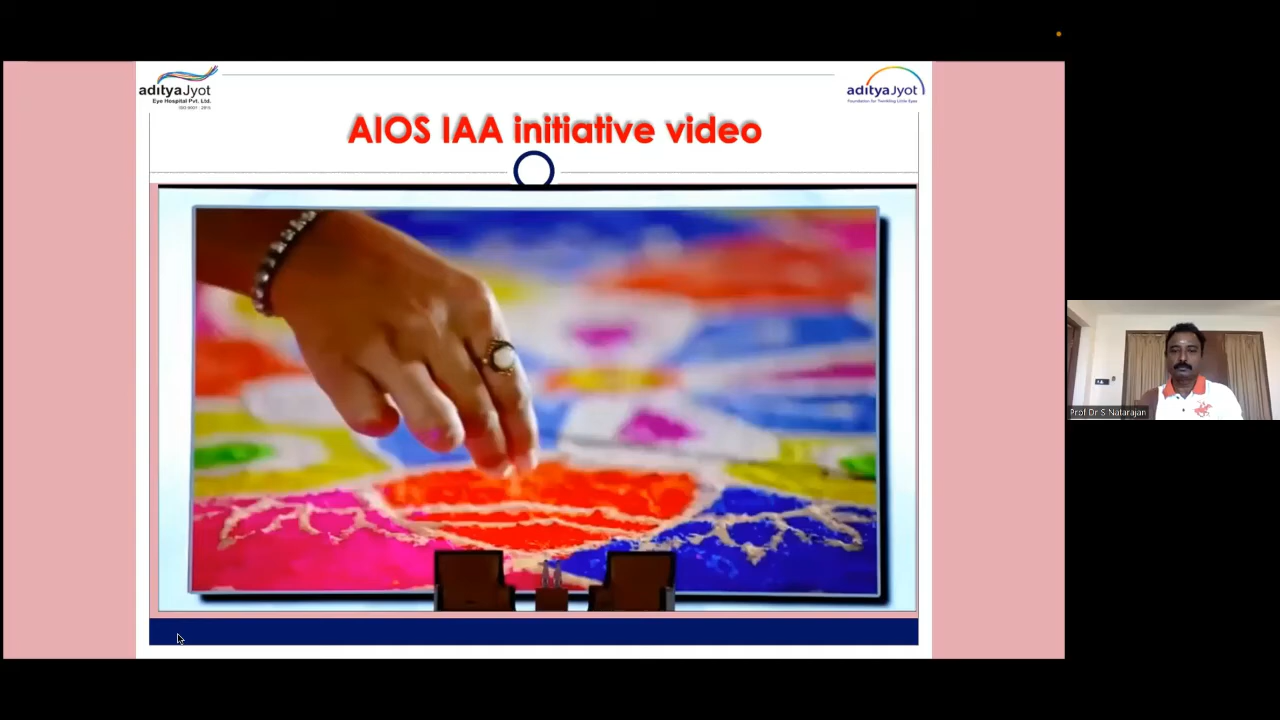 adityaJyot
Eye Hospital Pvt. Ltd.
ISO 9001 : 2015
adityaJyot
Foundation for Twinkling Little Eyes
AIOS IAA initiative video
Prof Dr S Natarajan